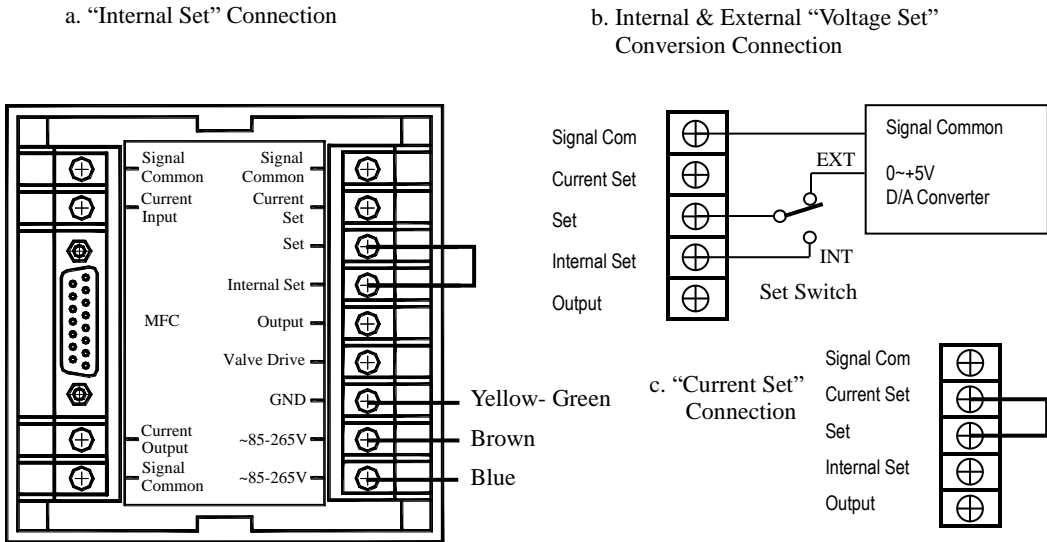 a. “Internal Set” Connection
b. Internal & External “Voltage Set”
Conversion Connection
Signal
Common
Current
Input
MFC
Current
Output
Signal
Common
Signal
Common
Current
Set
Set
Internal Set
Output
Valve Drive
GND
~85-265V
~85-265V
Yellow- Green
Brown
Blue
Signal Com
Current Set
Set
Internal Set
Output
EXT
INT
Set Switch
Signal Common
0~+5V
D/A Converter
c. “Current Set”
Connection
Signal Com
Current Set
Set
Internal Set
Output